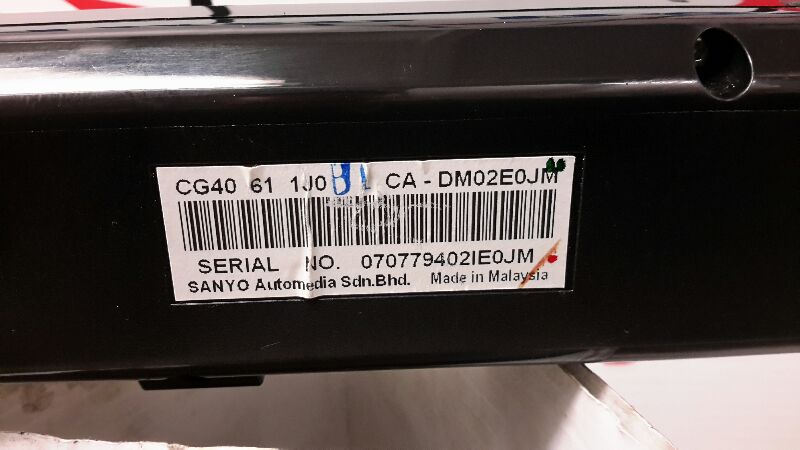 CG40 61 1J0 B L CA - DM02E0JM
SERIAL NO. 070779402IE0JM
SANYO Automedia Sdn.Bhd. Made in Malaysia